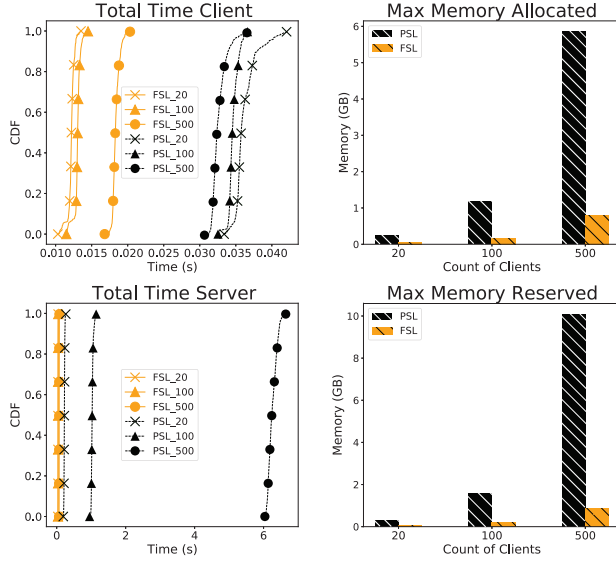 Total Time Client
CDF
1.0
0.8
0.6
0.4
0.2
0.0
FSL_20
FSL_100
FSL_500
PSL_20
PSL_100
PSL_500
0.010 0.015 0.020 0.025 0.030 0.035 0.040
Time (s)
Max Memory Allocated
Memory (GB)
6
5
4
3
2
1
0
PSL
FSL
20 100 500
Count of Clients
Total Time Server
CDF
1.0
0.8
0.6
0.4
0.2
0.0
FSL_20
FSL_100
FSL_500
PSL_20
PSL_100
PSL_500
0 2 4 6
Time (s)
Max Memory Reserved
Memory (GB)
10
8
6
4
2
0
PSL
FSL
20 100 500
Count of Clients